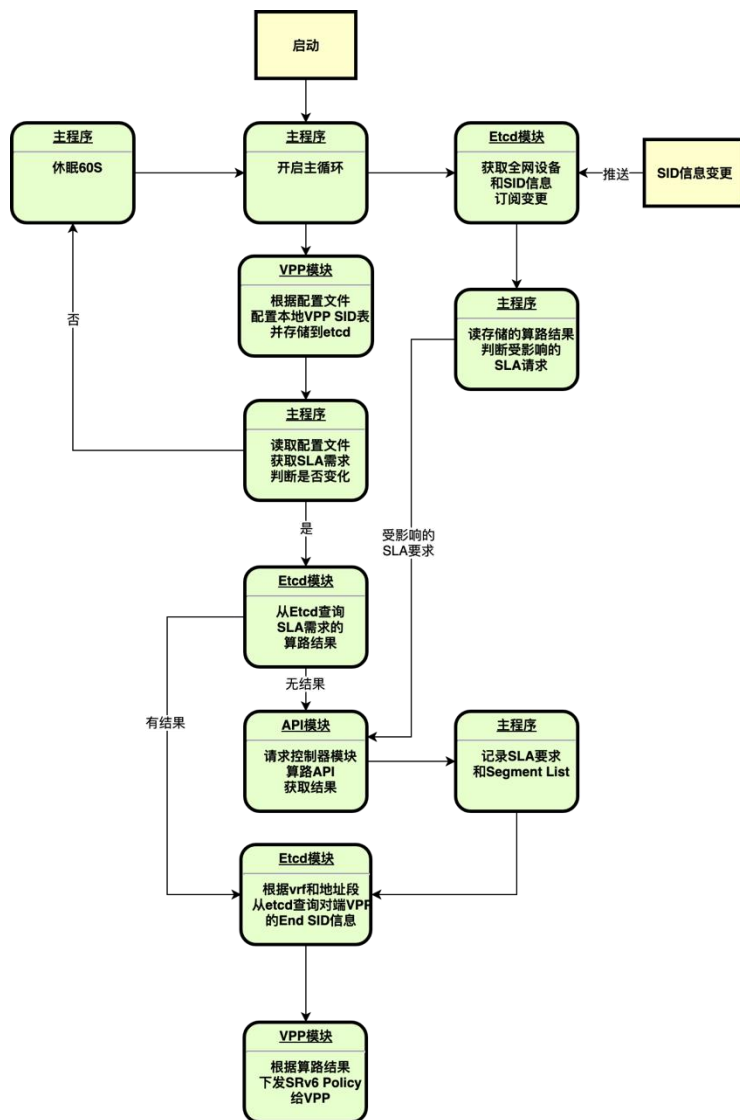 启动
主程序
休眠60S
主程序
开启主循环
Etcd模块
获取全网设备
和SID信息
订阅变更
推送
SID信息变更
否
VPP模块
根据配置文件
配置本地VPP SID表
并存储到etcd
主程序
读存储的算路结果
判断受影响的
SLA请求
主程序
读取配置文件
获取SLA需求
判断是否变化
是
受影响的
SLA要求
Etcd模块
从Etcd查询
SLA需求的
算路结果
无结果
有结果
API模块
请求控制器模块
算路API
获取结果
主程序
记录SLA要求
和Segment List
Etcd模块
根据vrf和地址段
从etcd查询对端VPP
的End SID信息
VPP模块
根据算路结果
下发SRv6 Policy
给VPP